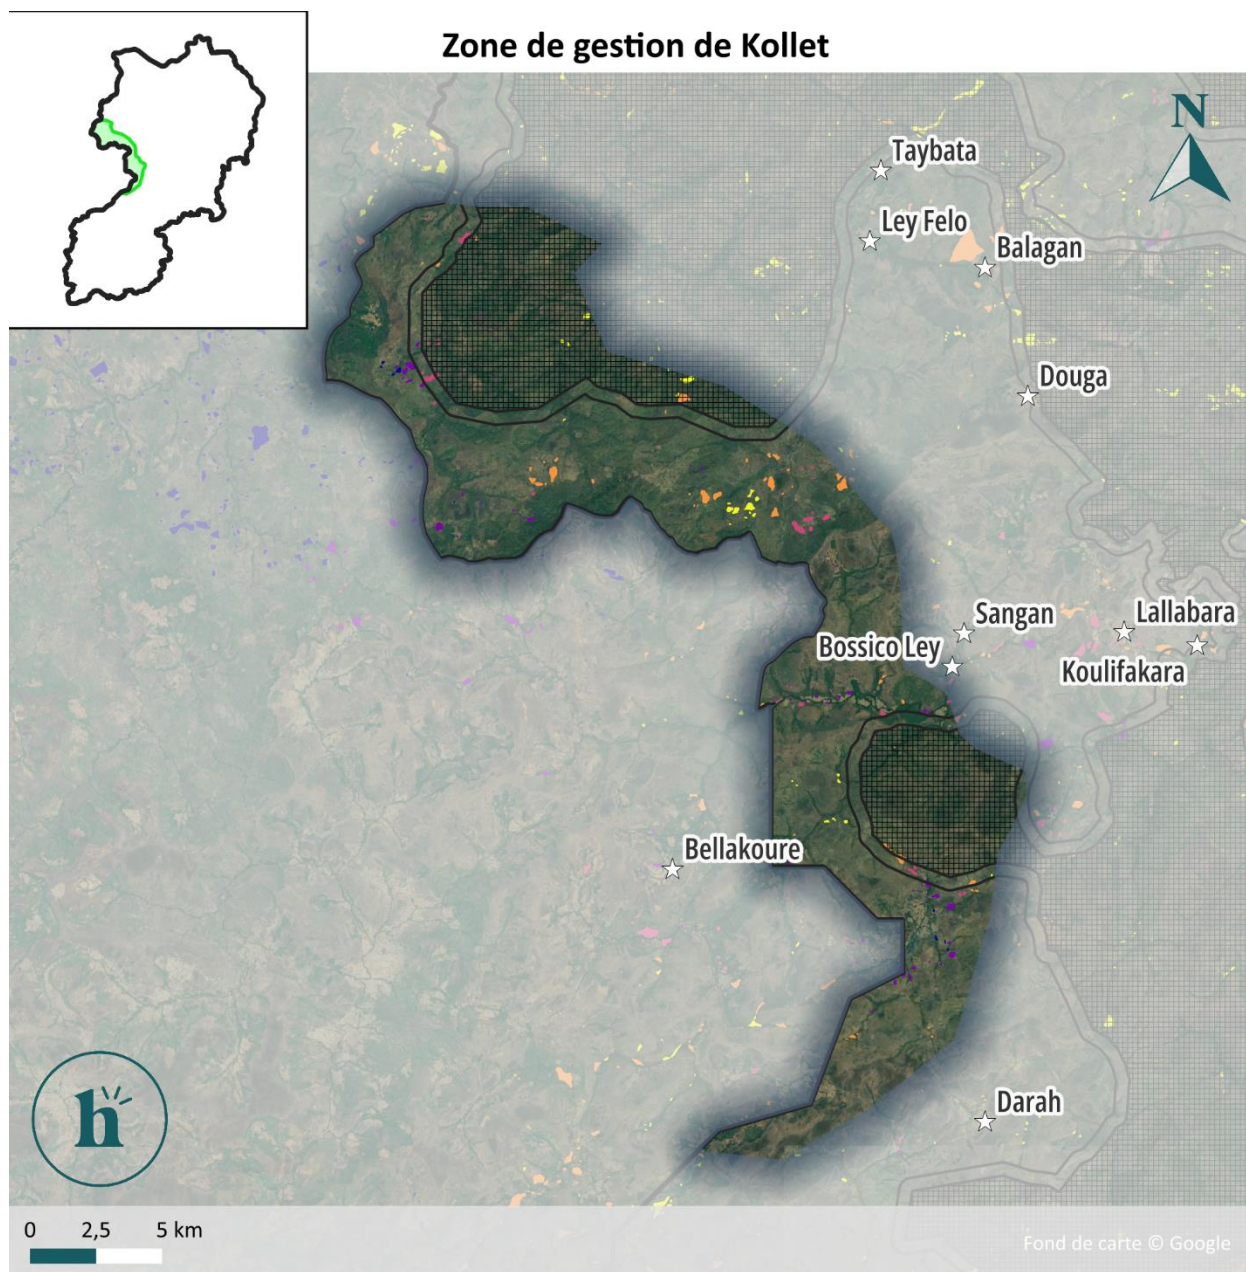 Zone de gestion de Kollet
N
Taybata
Ley Felo
Balagan
Douga
Sangan
Lallabara
Bossico Ley
Koulifakara
Bellakoure
Darah
h
0 2,5 5 km
Fond de carte © Google